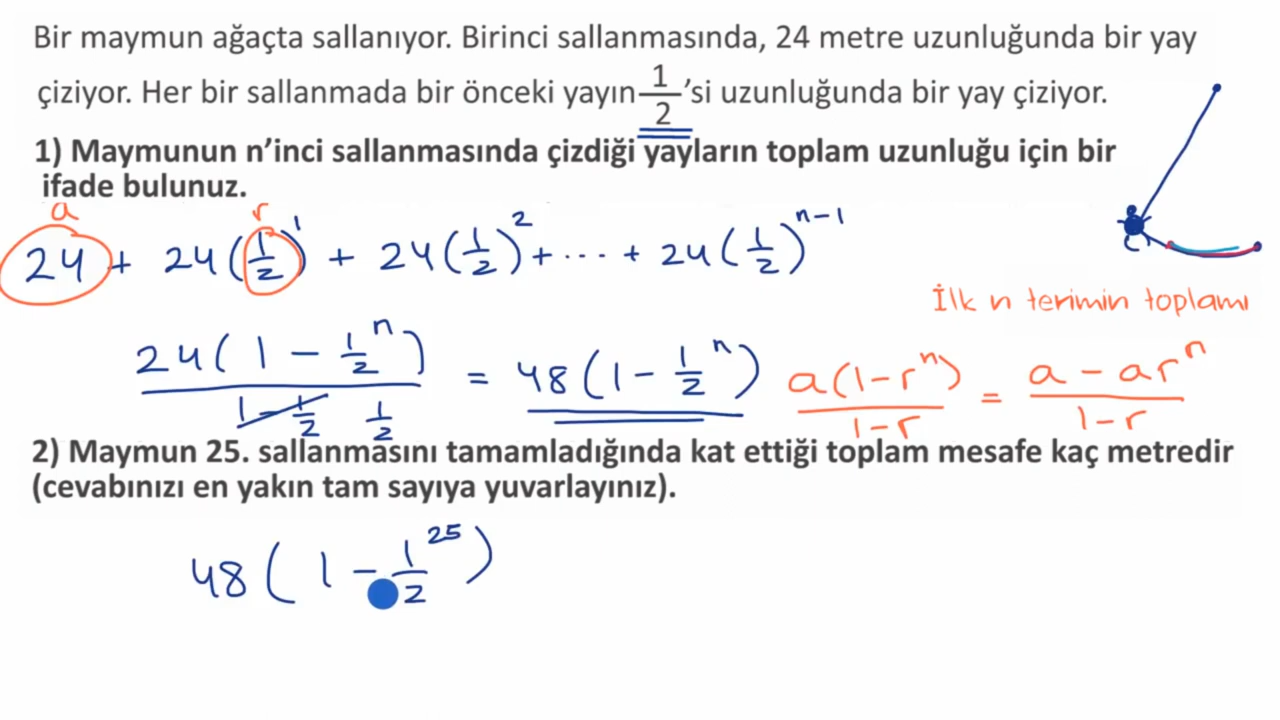 Bir maymun ağaçta sallanıyor. Birinci sallanmasında, 24 metre uzunluğunda bir yay
çiziyor. Her bir sallanmada bir önceki yayın 1/2 'si uzunluğunda bir yay çiziyor.
1) Maymunun n'inci sallanmasında çizdiği yayların toplam uzunluğu için bir
ifade bulunuz.
a r
24 + 24(1/2)^1 + 24(1/2)^2 + ... + 24(1/2)^n-1
İlk n terimin toplamı
24(1 - 1/2^n) / 1 - 1/2 1/2 = 48(1 - 1/2^n) a(1-r^n) / 1-r = a - ar^n / 1-r
2) Maymun 25. sallanmasını tamamladığında kat ettiği toplam mesafe kaç metredir
(cevabınızı en yakın tam sayıya yuvarlayınız).
48(1 - 1/2^25)